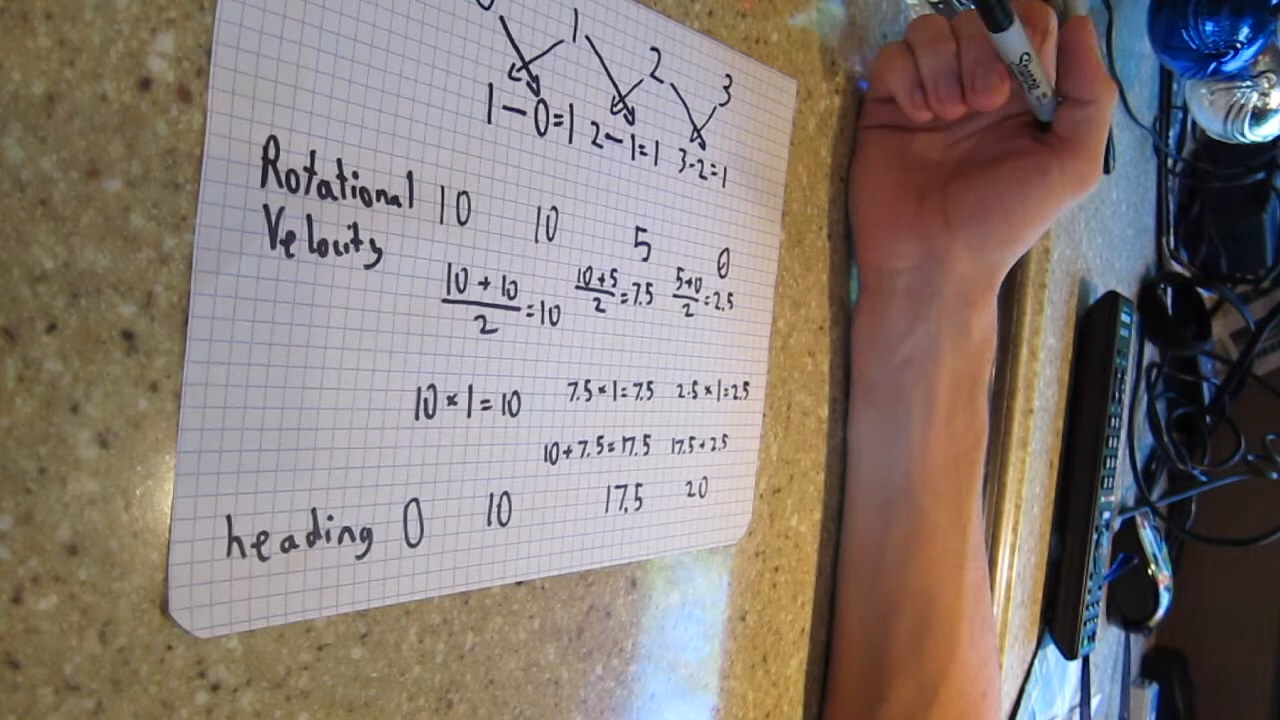 0 1 2 3
1-0=1 2-1=1 3-2=1
Rotational Velocity 10 10 5 0
10+10/2=10 10+5/2=7.5 5+0/2=2.5
10×1=10 7.5×1=7.5 2.5×1=2.5
10+7.5=17.5 17.5+2.5
heading 0 10 17.5 20
Sharpie